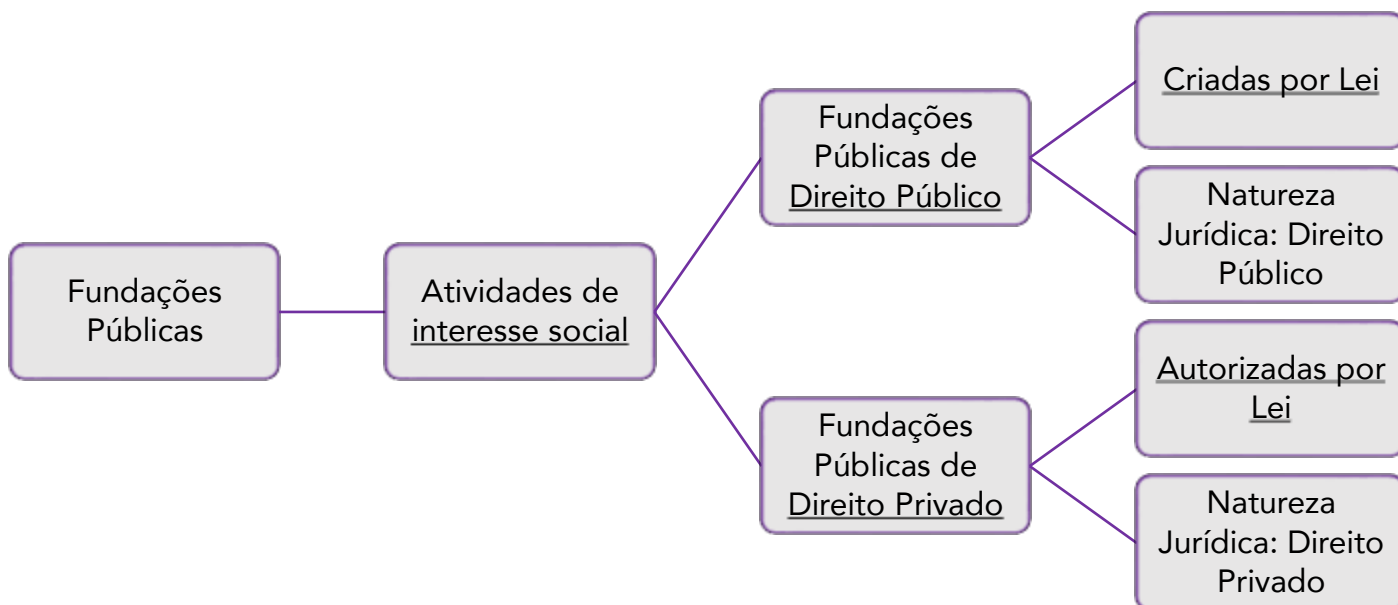 Fundações
Públicas
Atividades de
interesse social
Fundações
Públicas de
Direito Público
Criadas por Lei
Natureza
Jurídica: Direito
Público
Fundações
Públicas de
Direito Privado
Autorizadas por
Lei
Natureza
Jurídica: Direito
Privado